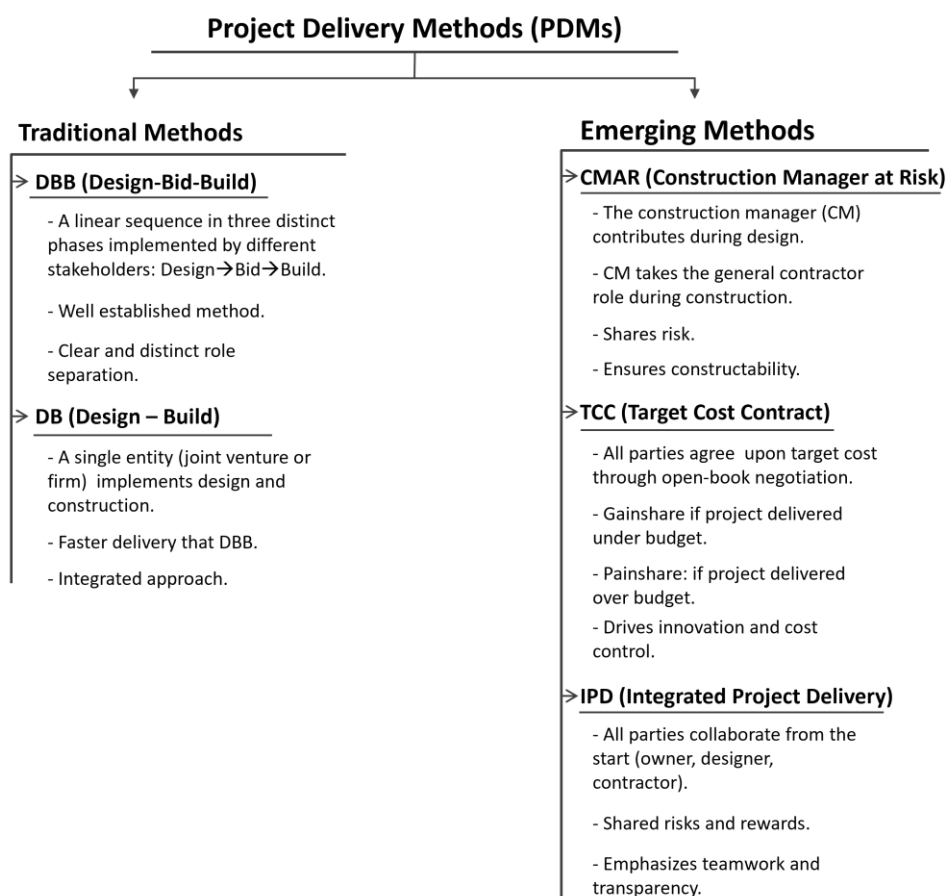 Project Delivery Methods (PDMs)
Traditional Methods
DBB (Design-Bid-Build)
- A linear sequence in three distinct
phases implemented by different
stakeholders: Design→Bid→Build.
- Well established method.
- Clear and distinct role
separation.
DB (Design – Build)
- A single entity (joint venture or
firm)  implements design and
construction.
- Faster delivery that DBB.
- Integrated approach.
Emerging Methods
CMAR (Construction Manager at Risk)
- The construction manager (CM)
contributes during design.
- CM takes the general contractor
role during construction.
- Shares risk.
- Ensures constructability.
TCC (Target Cost Contract)
- All parties agree  upon target cost
through open-book negotiation.
- Gainshare if project delivered
under budget.
- Painshare: if project delivered
over budget.
- Drives innovation and cost
control.
IPD (Integrated Project Delivery)
- All parties collaborate from the
start (owner, designer,
contractor).
- Shared risks and rewards.
- Emphasizes teamwork and
transparency.